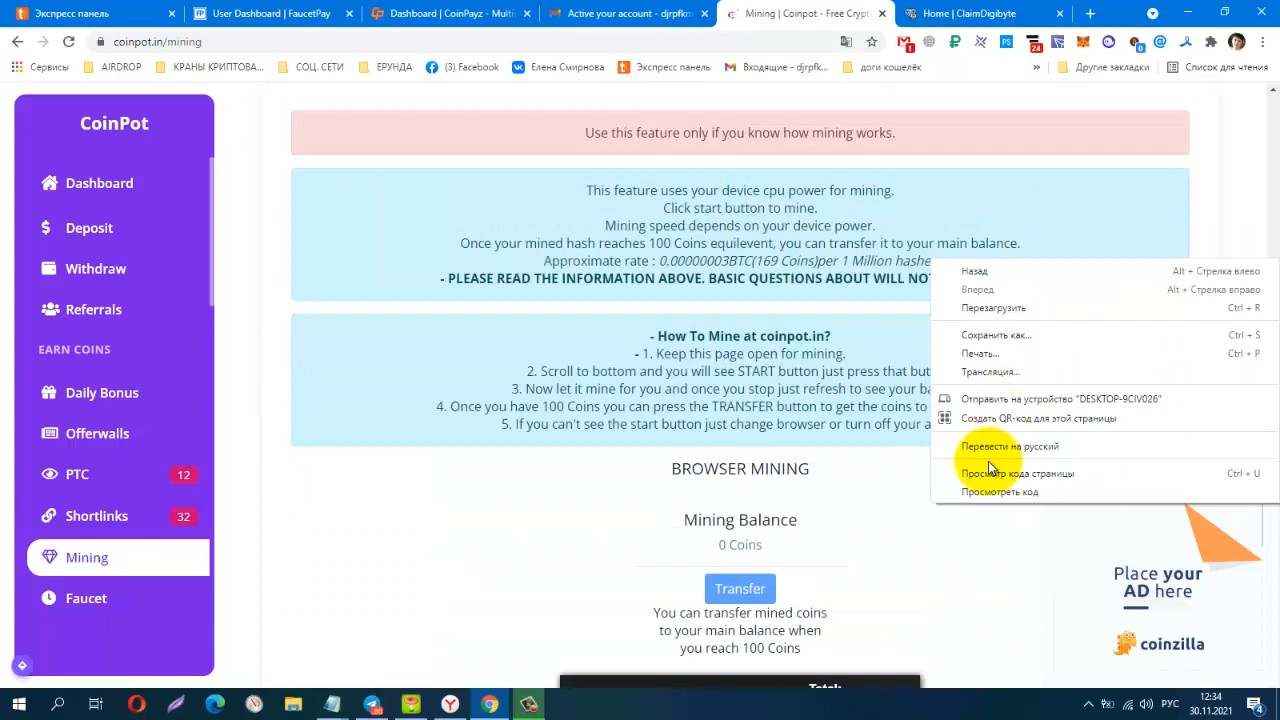 Экспресс панель
User Dashboard | FaucetPay
Dashboard | CoinPayz - Multi
Active your account - djrpfkm
Mining | Coinpot - Free Crypt
Home | ClaimDigibyte
coinpot.in/mining
1
24
0
Сервисы
AIRDROP
КРАНЫ КРИПТОВА...
СОЦ. СЕТИ
ЕРУНДА
(3) Facebook
Елена Смирнова
Экспресс панель
Входящие - djrpfk...
доги кошелёк
»
Другие закладки
Список для чтения
CoinPot
Dashboard
Deposit
Withdraw
Referrals
EARN COINS
Daily Bonus
Offerwalls
PTC 12
Shortlinks 32
Mining
Faucet
Use this feature only if you know how mining works.
This feature uses your device cpu power for mining.
Click start button to mine.
Mining speed depends on your device power.
Once your mined hash reaches 100 Coins equilevent, you can transfer it to your main balance.
Approximate rate : 0.00000003BTC(169 Coins)per 1 Million hashe
- PLEASE READ THE INFORMATION ABOVE. BASIC QUESTIONS ABOUT WILL NOT
- How To Mine at coinpot.in?
- 1. Keep this page open for mining.
2. Scroll to bottom and you will see START button just press that but
3. Now let it mine for you and once you stop just refresh to see your ba
4. Once you have 100 Coins you can press the TRANSFER button to get the coins to
5. If you can't see the start button just change browser or turn off your a
BROWSER MINING
Mining Balance
0 Coins
Transfer
You can transfer mined coins
to your main balance when
you reach 100 Coins
Total:
Назад Alt + Стрелка влево
Вперед Alt + Стрелка вправо
Перезагрузить Ctrl + R
Сохранить как... Ctrl + S
Печать... Ctrl + P
Трансляция...
Отправить на устройство "DESKTOP-9CIV026"
Создать QR-код для этой страницы
Перевести на русский
Просмотр кода страницы Ctrl + U
Просмотреть код
Place your
AD here
coinzilla
РУС
12:34
30.11.2021
4